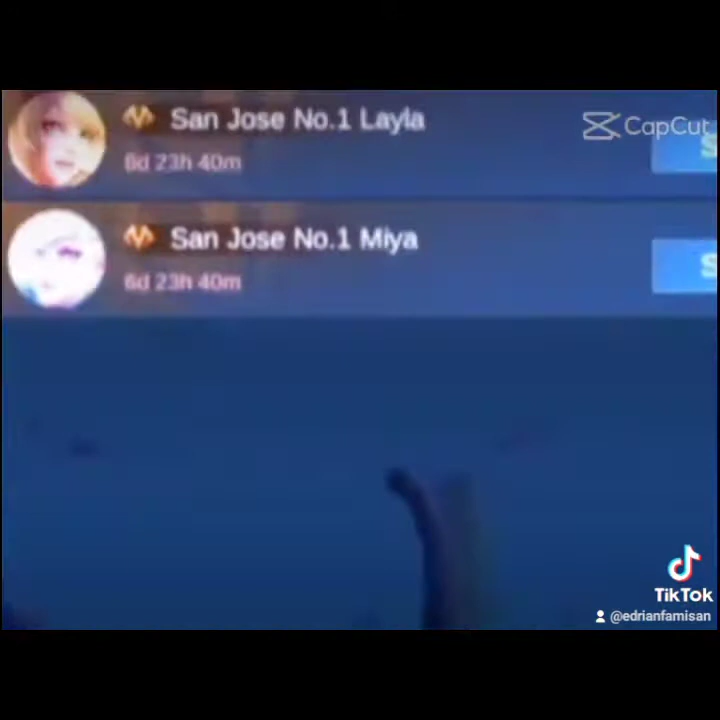 San Jose No.1 Layla
CapCut
6d 23h 40m
S
San Jose No.1 Miya
6d 23h 40m
S
TikTok
@edrianfamisan